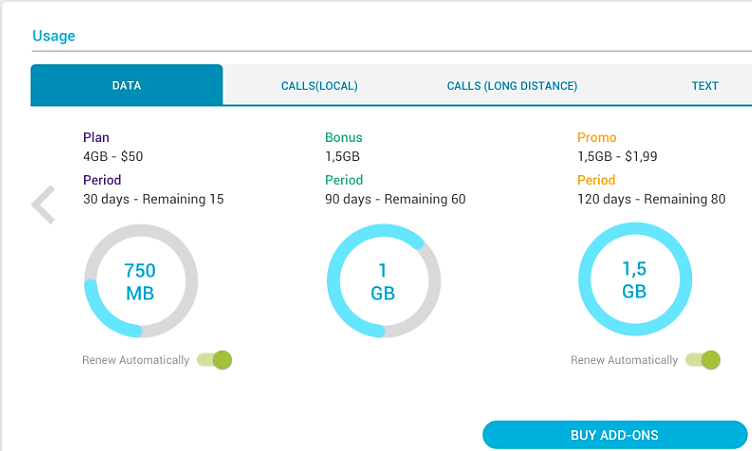 Usage
DATA
CALLS(LOCAL)
CALLS (LONG DISTANCE)
TEXT
Plan
4GB - $50
Period
30 days - Remaining 15
750
MB
Renew Automatically
Bonus
1,5GB
Period
90 days - Remaining 60
1
GB
Promo
1,5GB - $1,99
Period
120 days - Remaining 80
1,5
GB
Renew Automatically
BUY ADD-ONS